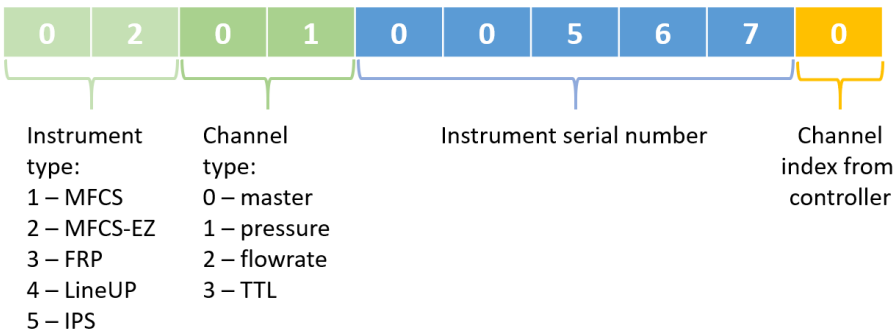 0 2 0 1 0 0 5 6 7 0
Instrument
type:
1 – MFCS
2 – MFCS-EZ
3 – FRP
4 – LineUP
5 – IPS
Channel
type:
0 – master
1 – pressure
2 – flowrate
3 – TTL
Instrument serial number
Channel
index from
controller